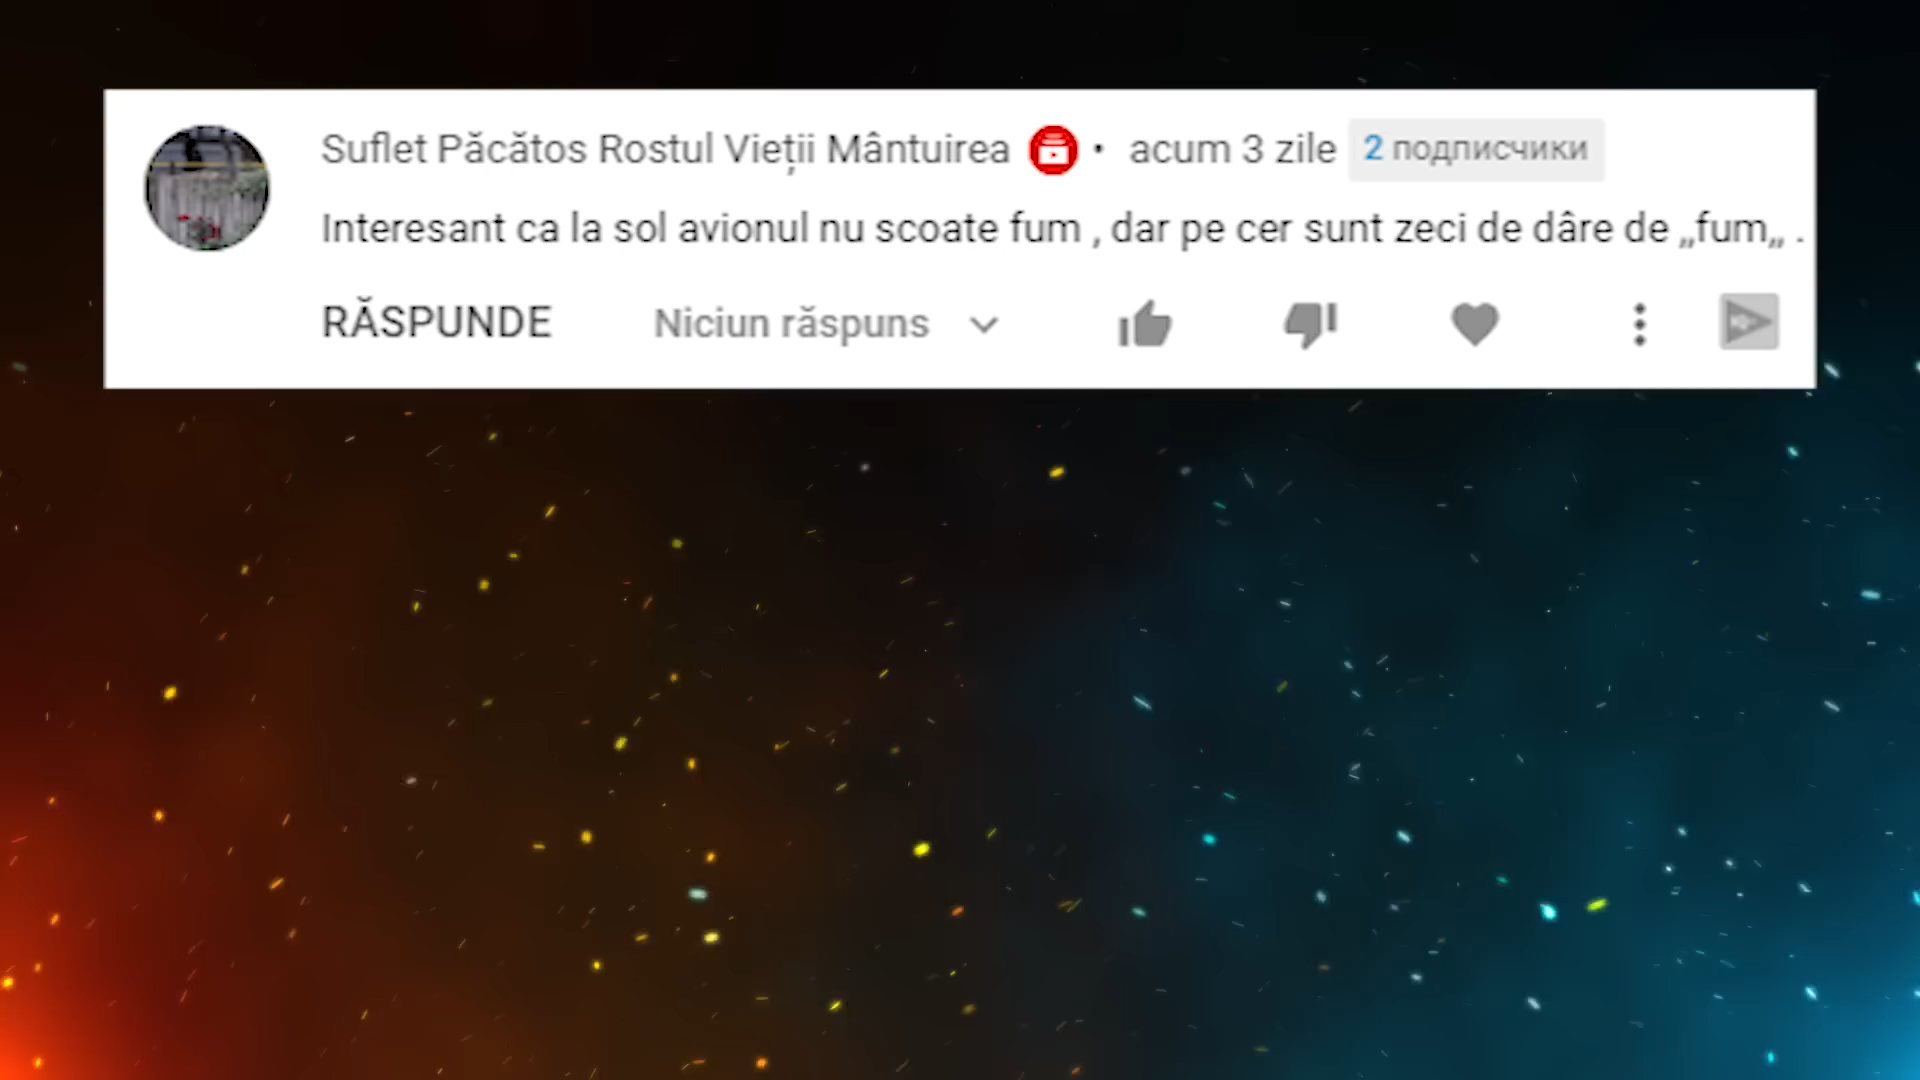 Suflet Păcătos Rostul Vieții Mântuirea • acum 3 zile 2 подписчики
Interesant ca la sol avionul nu scoate fum , dar pe cer sunt zeci de dâre de ,,fum,, .
RĂSPUNDE Niciun răspuns